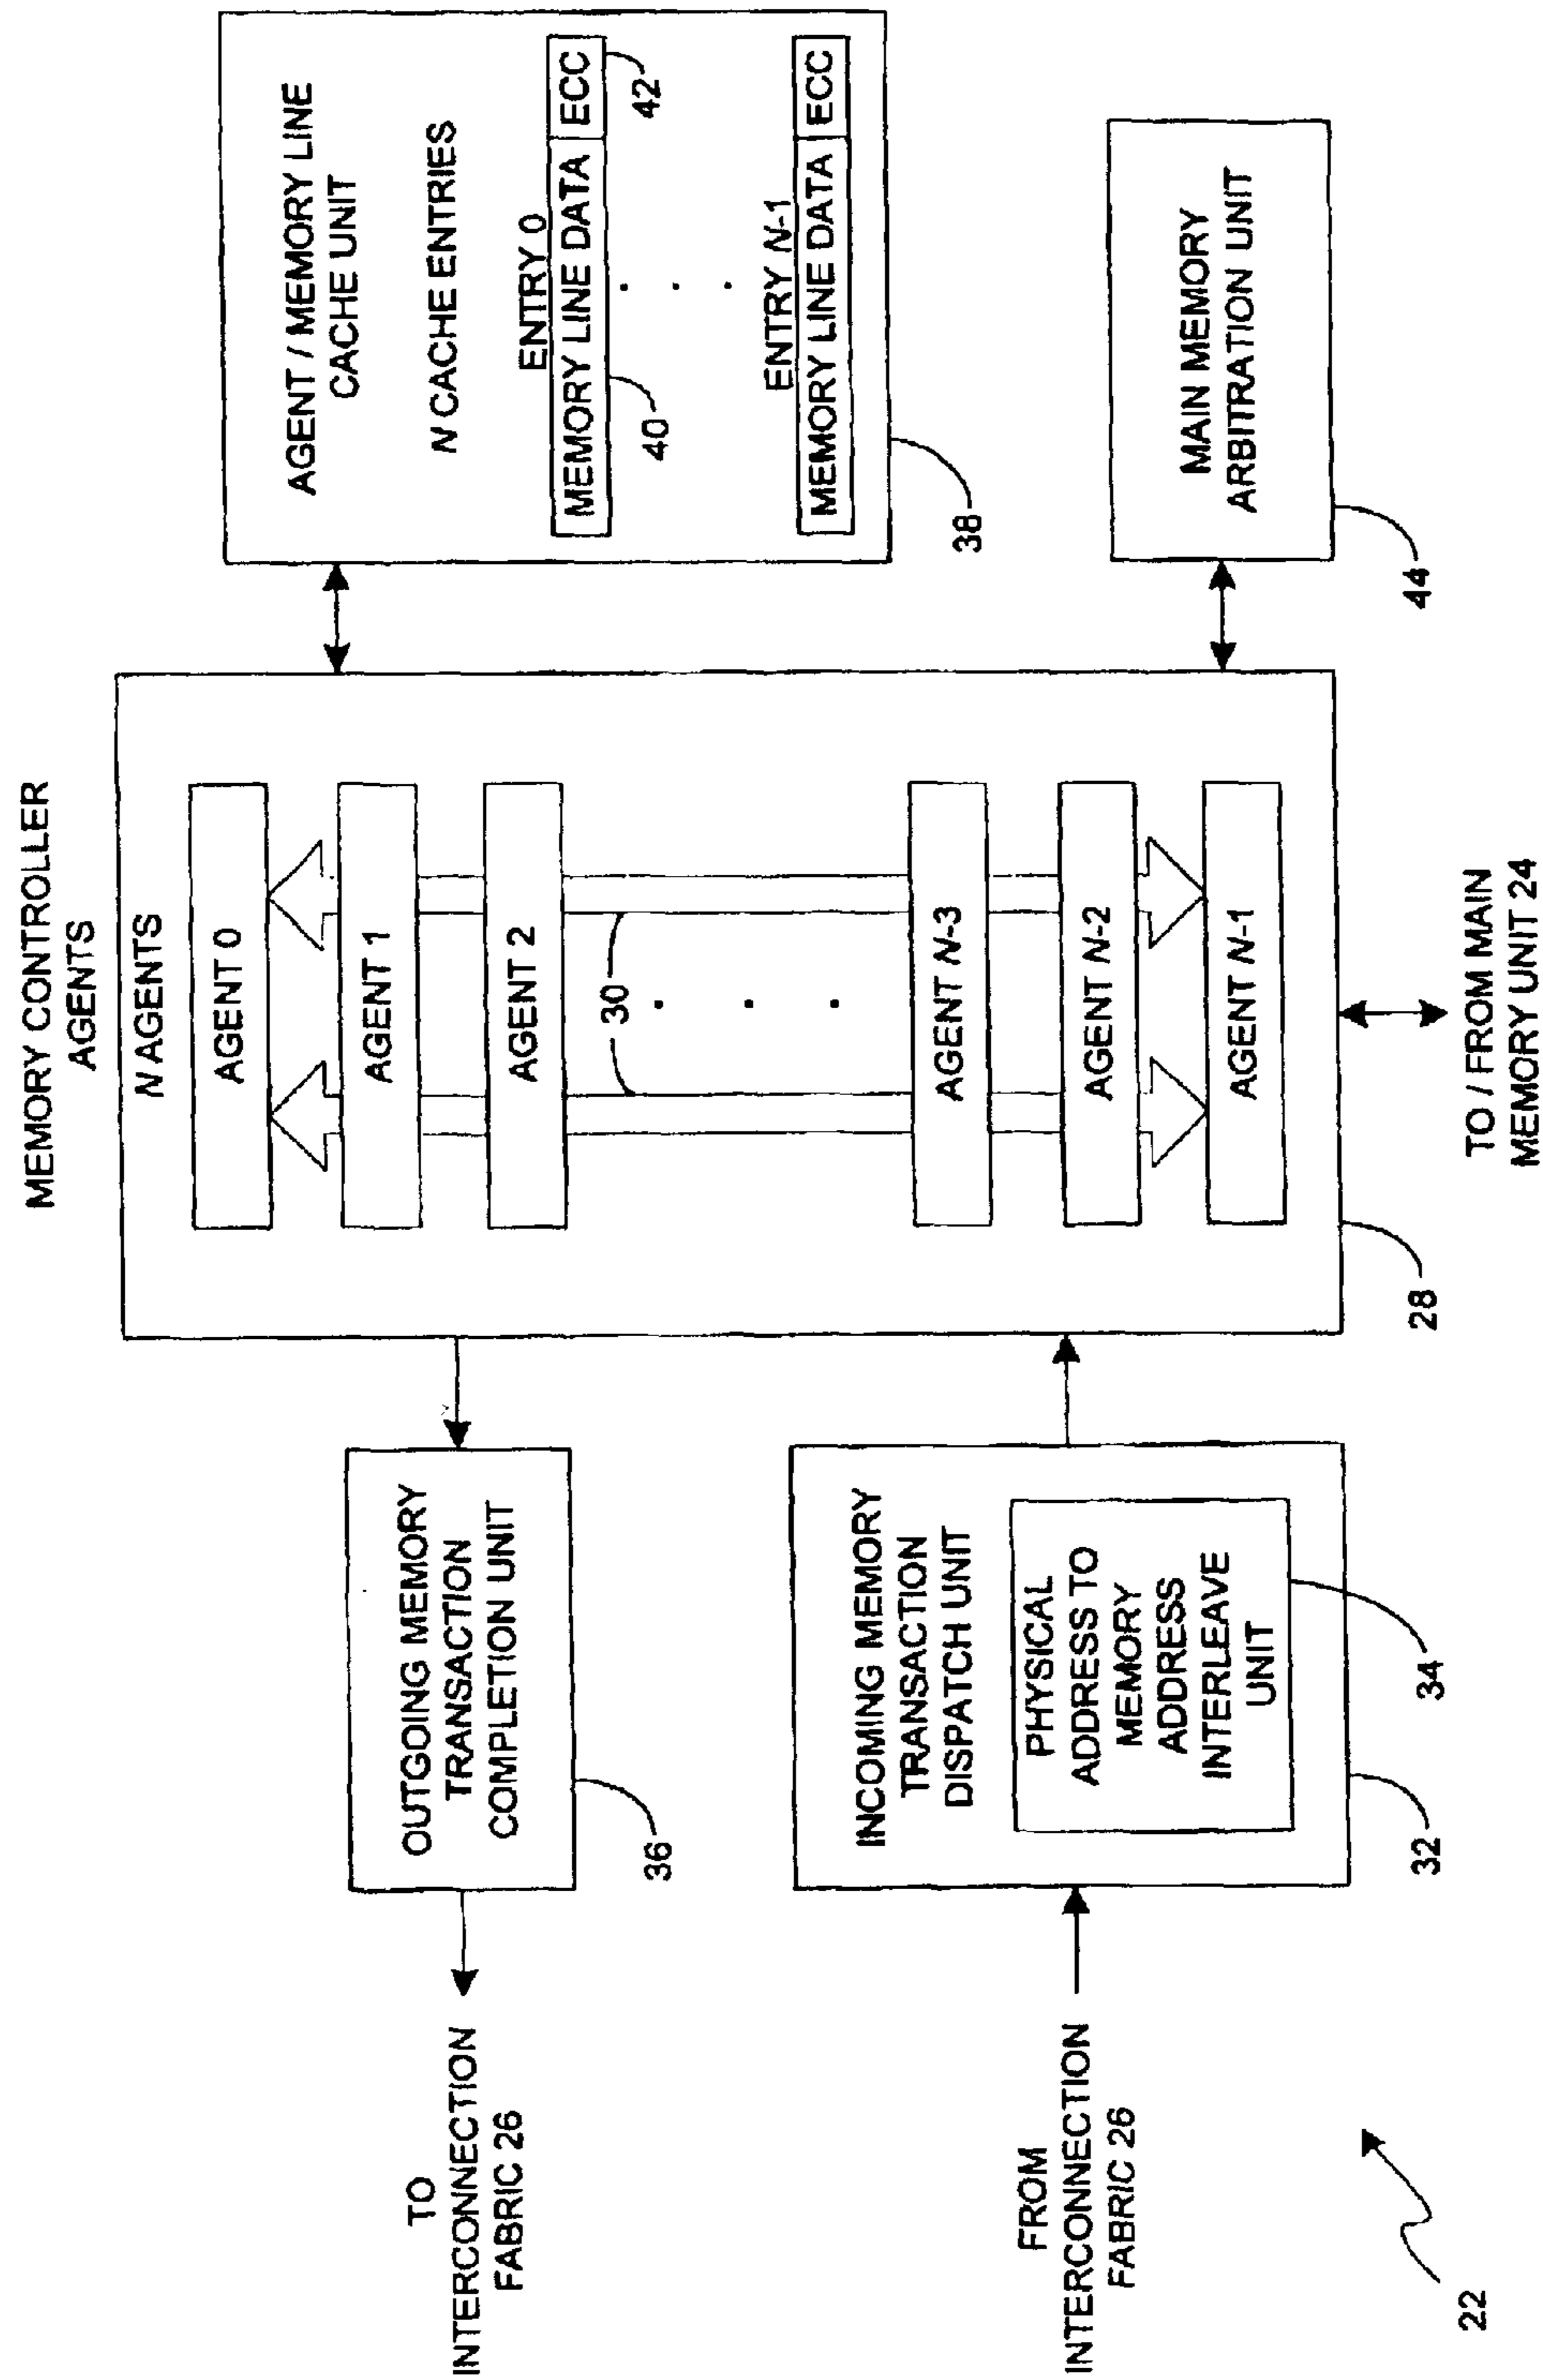 MEMORY CONTROLLER
AGENTS
N AGENTS
AGENT 0
AGENT 1
AGENT 2
30
AGENT N-3
AGENT N-2
AGENT N-1
28
TO / FROM MAIN
MEMORY UNIT 24
TO
INTERCONNECTION
FABRIC 26
OUTGOING MEMORY
TRANSACTION
COMPLETION UNIT
36
FROM
INTERCONNECTION
FABRIC 26
INCOMING MEMORY
TRANSACTION
DISPATCH UNIT
PHYSICAL
ADDRESS TO
MEMORY
ADDRESS
INTERLEAVE
UNIT
34
32
AGENT / MEMORY LINE
CACHE UNIT
N CACHE ENTRIES
ENTRY 0
MEMORY LINE DATA ECC
40
42
ENTRY N-1
MEMORY LINE DATA ECC
38
MAIN MEMORY
ARBITRATION UNIT
44
22